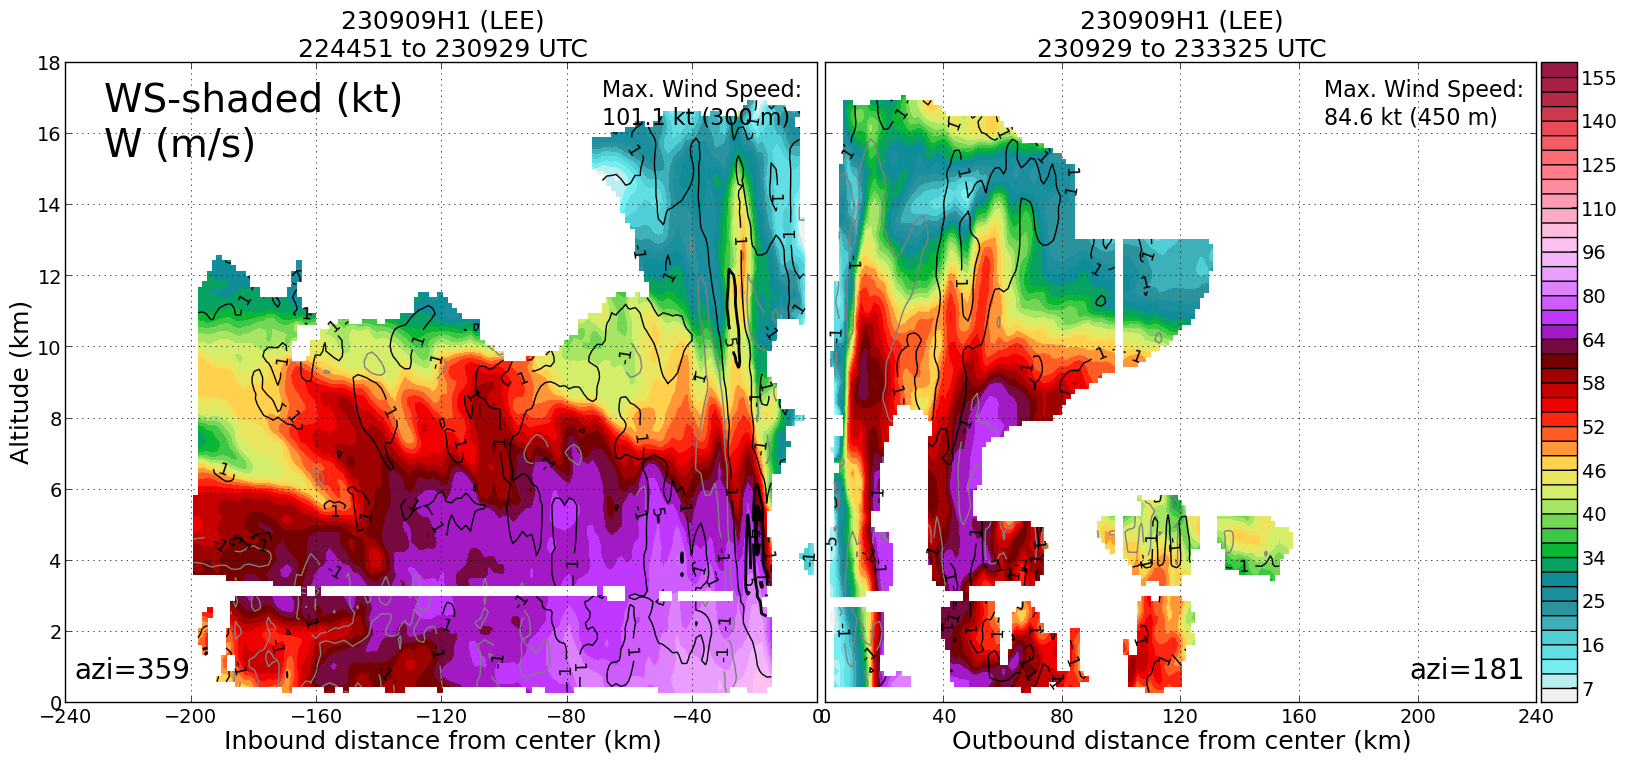 230909H1 (LEE)
224451 to 230929 UTC
230909H1 (LEE)
230929 to 233325 UTC
WS-shaded (kt)
W (m/s)
Max. Wind Speed:
101.1 kt (300 m)
Max. Wind Speed:
84.6 kt (450 m)
18
16
14
12
10
8
6
4
2
0
Altitude (km)
azi=359
azi=181
−240
−200
−160
−120
−80
−40
0
0
40
80
120
160
200
240
Inbound distance from center (km)
Outbound distance from center (km)
155
140
125
110
96
80
64
58
52
46
40
34
25
16
7